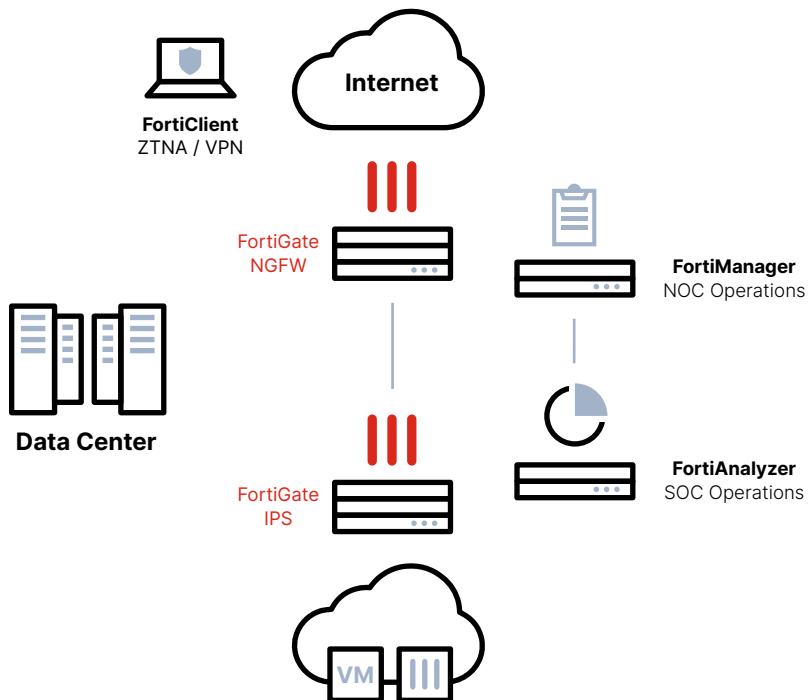 Internet
FortiClient
ZTNA / VPN
FortiGate
NGFW
FortiManager
NOC Operations
Data Center
FortiGate
IPS
FortiAnalyzer
SOC Operations
VM